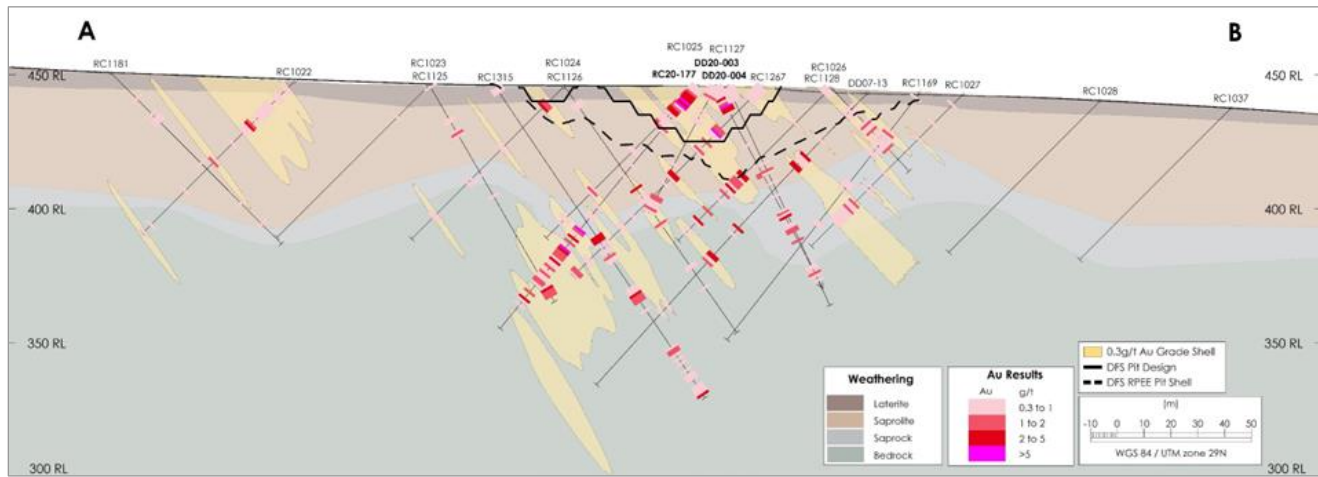 A
B
RC1025 RC1127
RC1023
RC1024
DD20-003
RC1026
RC1181
RC1022
RC1125
RC1315
RC1126
RC20-177
DD20-004
RC1267
RC1128
DD07-13
RC1169
RC1027
RC1028
RC1037
450 RL
450 RL
400 RL
400 RL
350 RL
350 RL
300 RL
300 RL
Weathering
Laterite
Saprolite
Saprock
Bedrock
Au Results
Au g/t
0.3 to 1
1 to 2
2 to 5
>5
0.3g/t Au Grade Shell
DFS Pit Design
DFS RPEE Pit Shell
(m)
-10 0 10 20 30 40 50
WGS 84 / UTM zone 29N